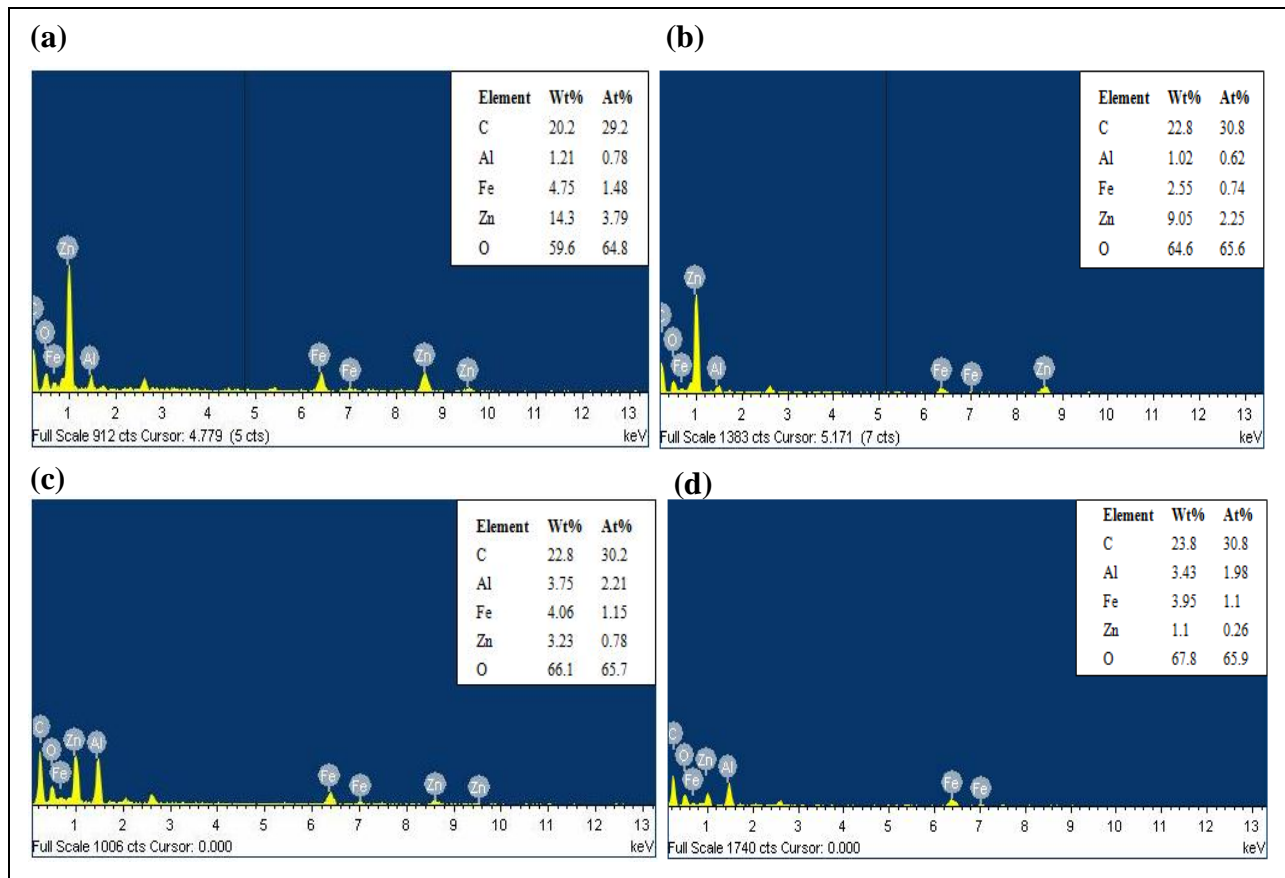 (a)
Element Wt% At%
C 20.2 29.2
Al 1.21 0.78
Fe 4.75 1.48
Zn 14.3 3.79
O 59.6 64.8
Zn
C
O
Fe
Al
Fe
Fe
Zn
Zn
1 2 3 4 5 6 7 8 9 10 11 12 13
Full Scale 912 cts Cursor: 4.779 (5 cts) keV
(b)
Element Wt% At%
C 22.8 30.8
Al 1.02 0.62
Fe 2.55 0.74
Zn 9.05 2.25
O 64.6 65.6
Zn
C
O
Fe
Al
Fe
Fe
Zn
1 2 3 4 5 6 7 8 9 10 11 12 13
Full Scale 1383 cts Cursor: 5.171 (7 cts) keV
(c)
Element Wt% At%
C 22.8 30.2
Al 3.75 2.21
Fe 4.06 1.15
Zn 3.23 0.78
O 66.1 65.7
C
O
Fe
Zn
Al
Fe
Fe
Zn
Zn
1 2 3 4 5 6 7 8 9 10 11 12 13
Full Scale 1006 cts Cursor: 0.000 keV
(d)
Element Wt% At%
C 23.8 30.8
Al 3.43 1.98
Fe 3.95 1.1
Zn 1.1 0.26
O 67.8 65.9
C
O
Fe
Zn
Al
Fe
Fe
1 2 3 4 5 6 7 8 9 10 11 12 13
Full Scale 1740 cts Cursor: 0.000 keV